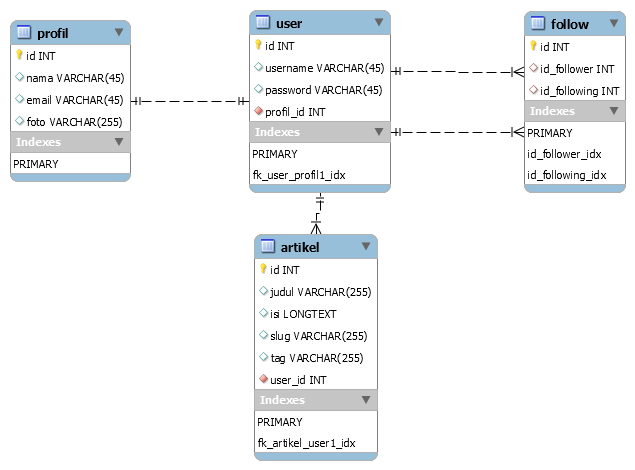 profil
id INT
nama VARCHAR(45)
email VARCHAR(45)
foto VARCHAR(255)
Indexes
PRIMARY
user
id INT
username VARCHAR(45)
password VARCHAR(45)
profil_id INT
Indexes
PRIMARY
fk_user_profil1_idx
follow
id INT
id_follower INT
id_following INT
Indexes
PRIMARY
id_follower_idx
id_following_idx
artikel
id INT
judul VARCHAR(255)
isi LONGTEXT
slug VARCHAR(255)
tag VARCHAR(255)
user_id INT
Indexes
PRIMARY
fk_artikel_user1_idx